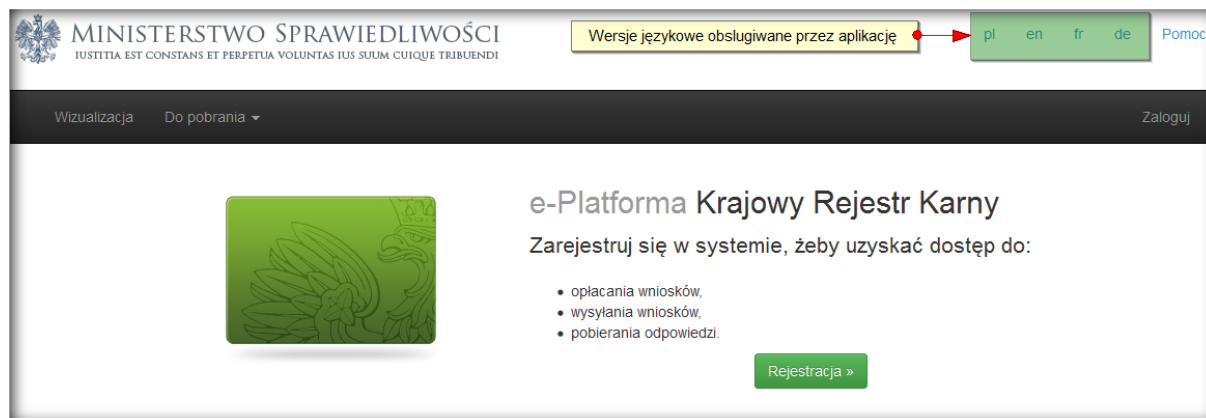 MINISTERSTWO SPRAWIEDLIWOŚCI
IUSTITIA EST CONSTANS ET PERPETUA VOLUNTAS IUS SUUM CUIQUE TRIBUENDI
Wersje językowe obslugiwane przez aplikację
pl en fr de Pomoc
Wizualizacja Do pobrania Zaloguj
e-Platforma Krajowy Rejestr Karny
Zarejestruj się w systemie, żeby uzyskać dostęp do:
• opłacania wniosków,
• wysyłania wniosków,
• pobierania odpowiedzi.
Rejestracja »